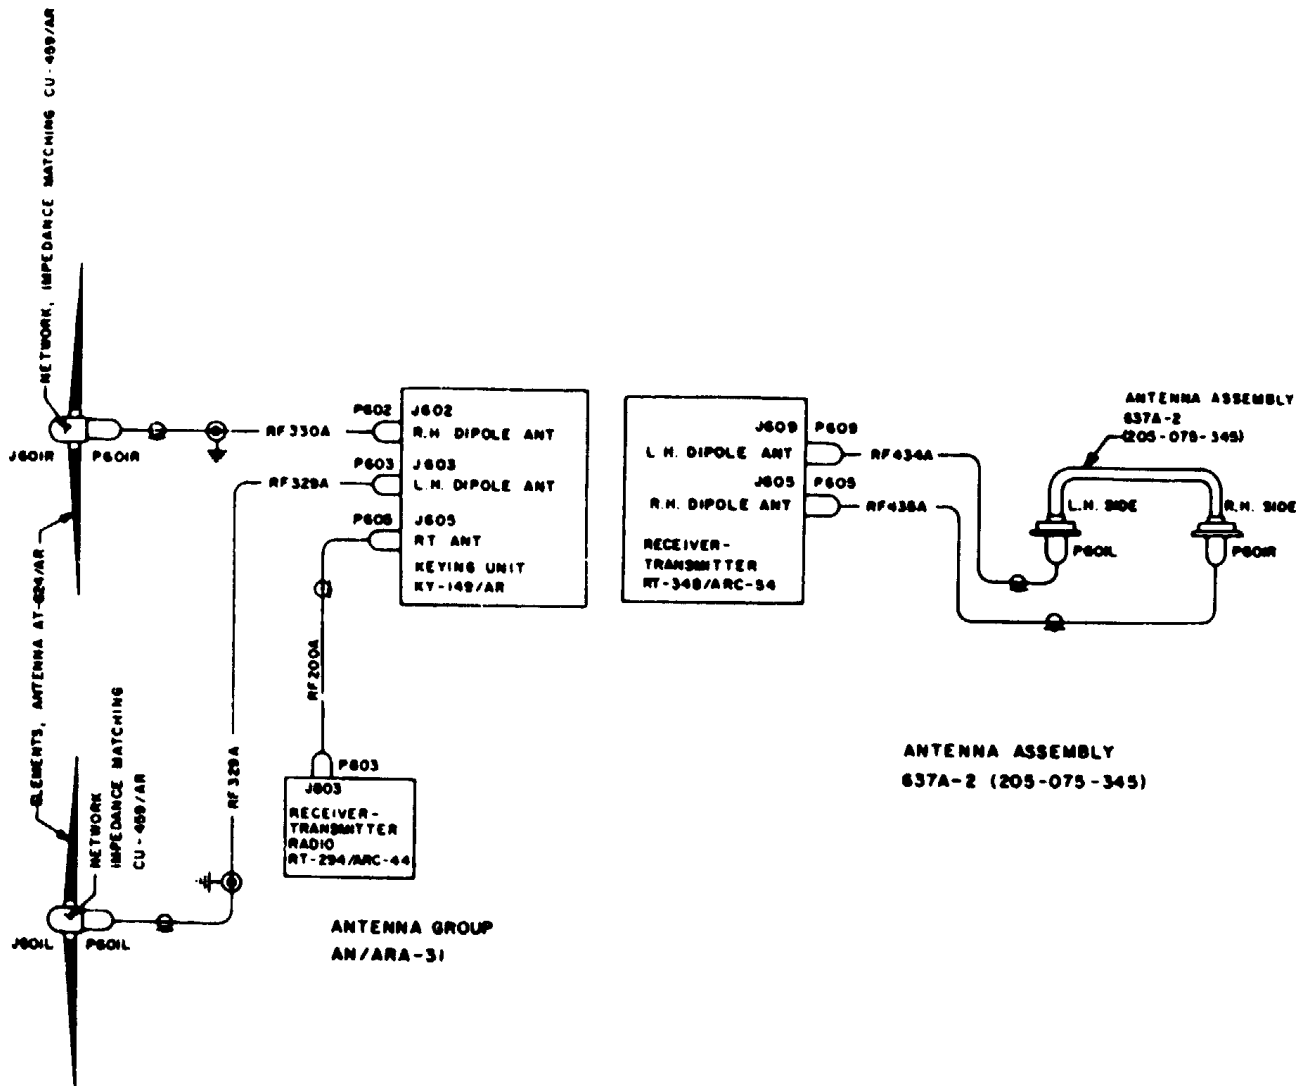 NETWORK, IMPEDANCE MATCHING CU-459/AR
J601R
P601R
RF330A
P602
J602
R.H DIPOLE ANT
P603
J603
L.H. DIPOLE ANT
RF329A
P605
J605
RT ANT
KEYING UNIT
KY-149/AR
RF200A
P603
J603
RECEIVER-
TRANSMITTER
RADIO
RT-294/ARC-44
RF329A
ELEMENTS, ANTENNA AT-624/AR
NETWORK
IMPEDANCE MATCHING
CU-459/AR
J601L
P601L
ANTENNA GROUP
AN/ARA-31
J609
P609
L H. DIPOLE ANT
RF434A
J605
P605
R.H. DIPOLE ANT
RF435A
RECEIVER-
TRANSMITTER
RT-348/ARC-54
ANTENNA ASSEMBLY
637A-2
(205-075-345)
L.H. SIDE
R.H. SIDE
P601L
P601R
ANTENNA ASSEMBLY
637A-2 (205-075-345)